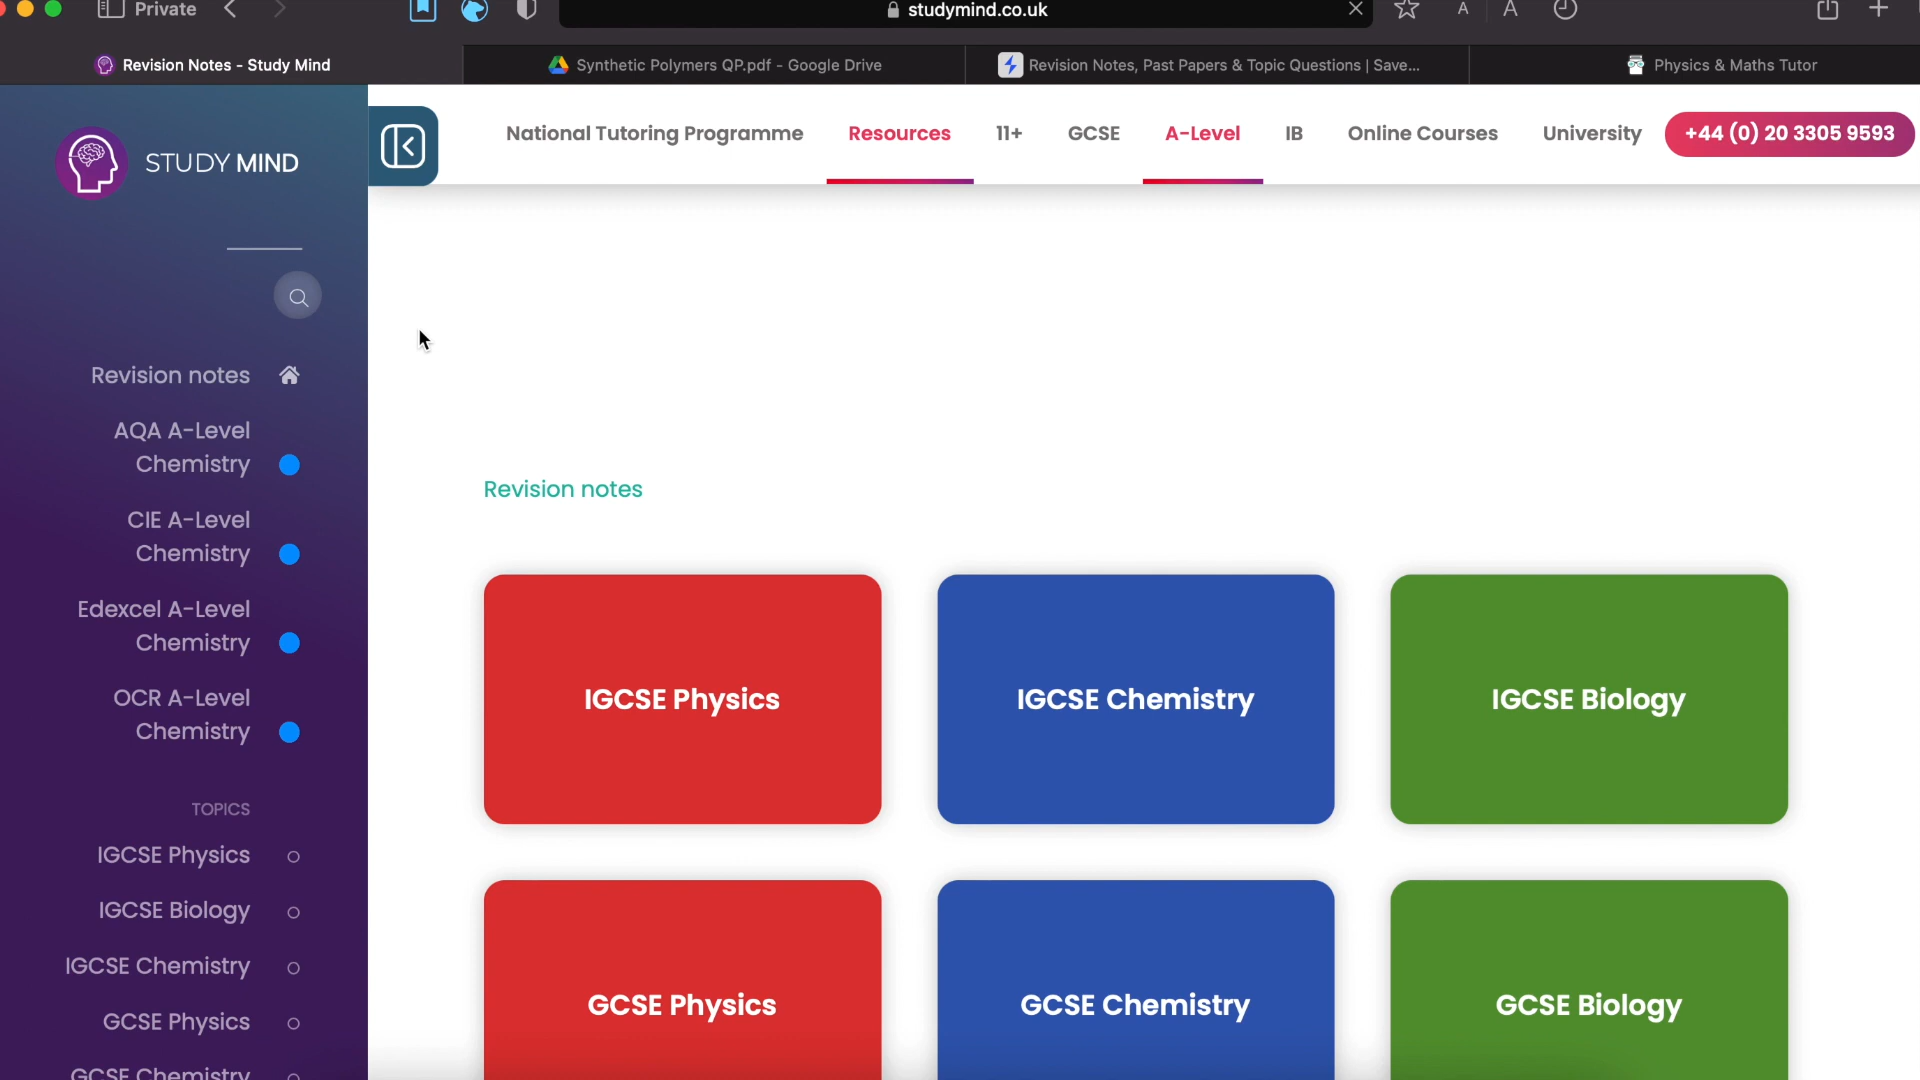 Private
studymind.co.uk
A
A
Revision Notes - Study Mind
Synthetic Polymers QP.pdf - Google Drive
Revision Notes, Past Papers & Topic Questions | Save...
Physics & Maths Tutor
STUDY MIND
National Tutoring Programme
Resources
11+
GCSE
A-Level
IB
Online Courses
University
+44 (0) 20 3305 9593
Revision notes
AQA A-Level
Chemistry
CIE A-Level
Chemistry
Edexcel A-Level
Chemistry
OCR A-Level
Chemistry
TOPICS
IGCSE Physics
IGCSE Biology
IGCSE Chemistry
GCSE Physics
GCSE Chemistry
Revision notes
IGCSE Physics
IGCSE Chemistry
IGCSE Biology
GCSE Physics
GCSE Chemistry
GCSE Biology